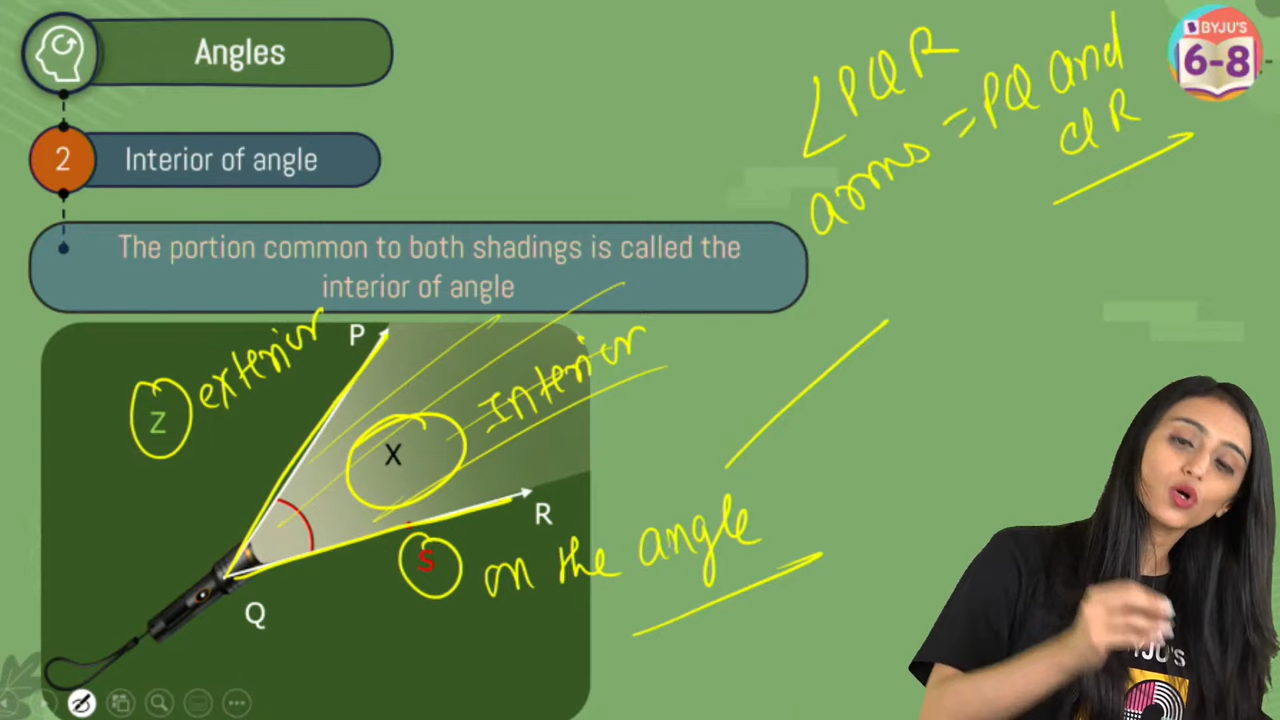 Angles
BYJU'S
6-8
2
Interior of angle
∠PQR
arms = PQ and
QR
The portion common to both shadings is called the
interior of angle
P
Z exterior
X Interior
R
S on the angle
Q
BYJU'S